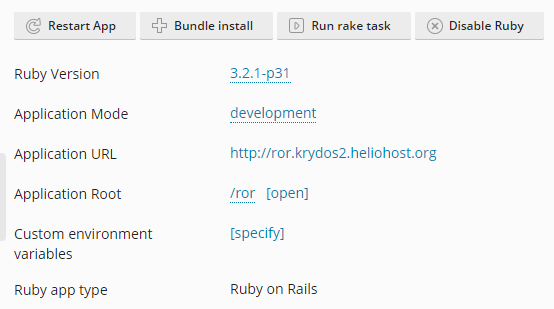 Restart App Bundle install Run rake task Disable Ruby
Ruby Version 3.2.1-p31
Application Mode development
Application URL http://ror.krydos2.heliohost.org
Application Root /ror [open]
Custom environment variables [specify]
Ruby app type Ruby on Rails